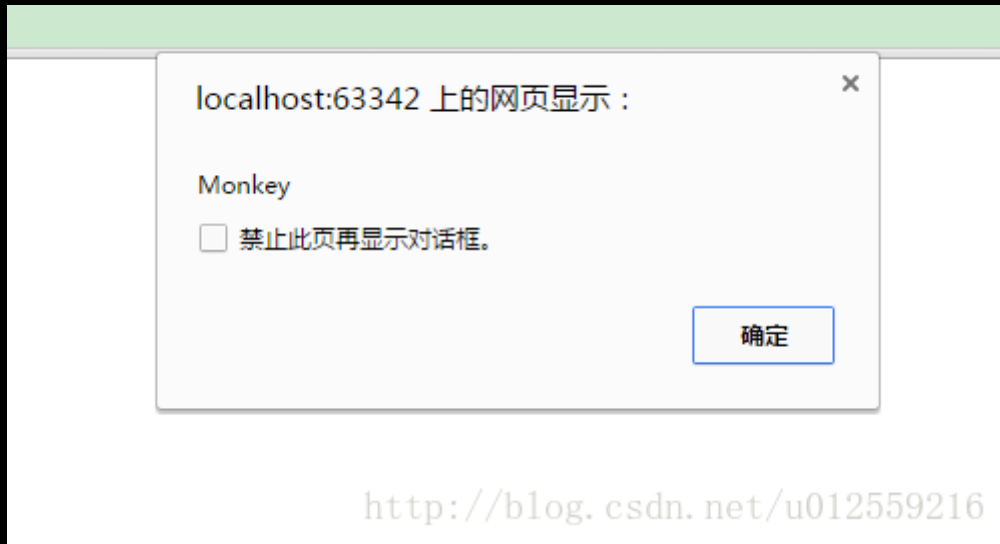 localhost:63342 上的网页显示：
Monkey
禁止此页再显示对话框。
确定
http://blog.csdn.net/u012559216